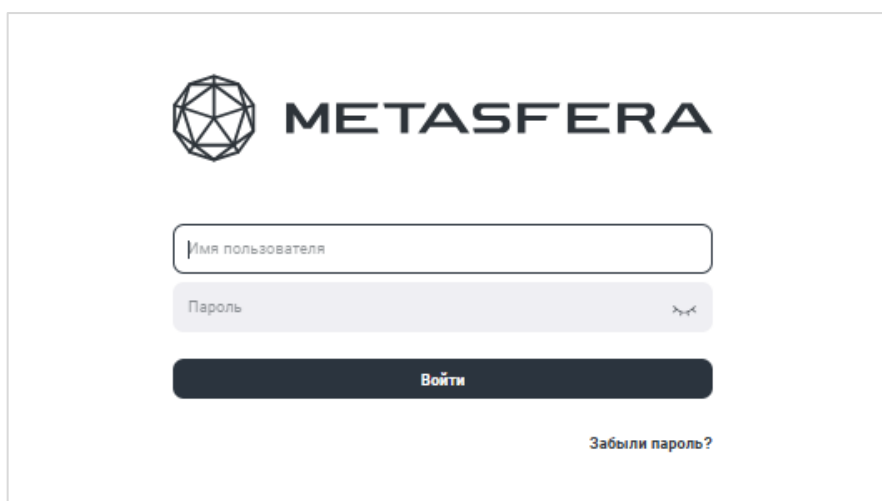 METASFERA
Имя пользователя
Пароль
Войти
Забыли пароль?